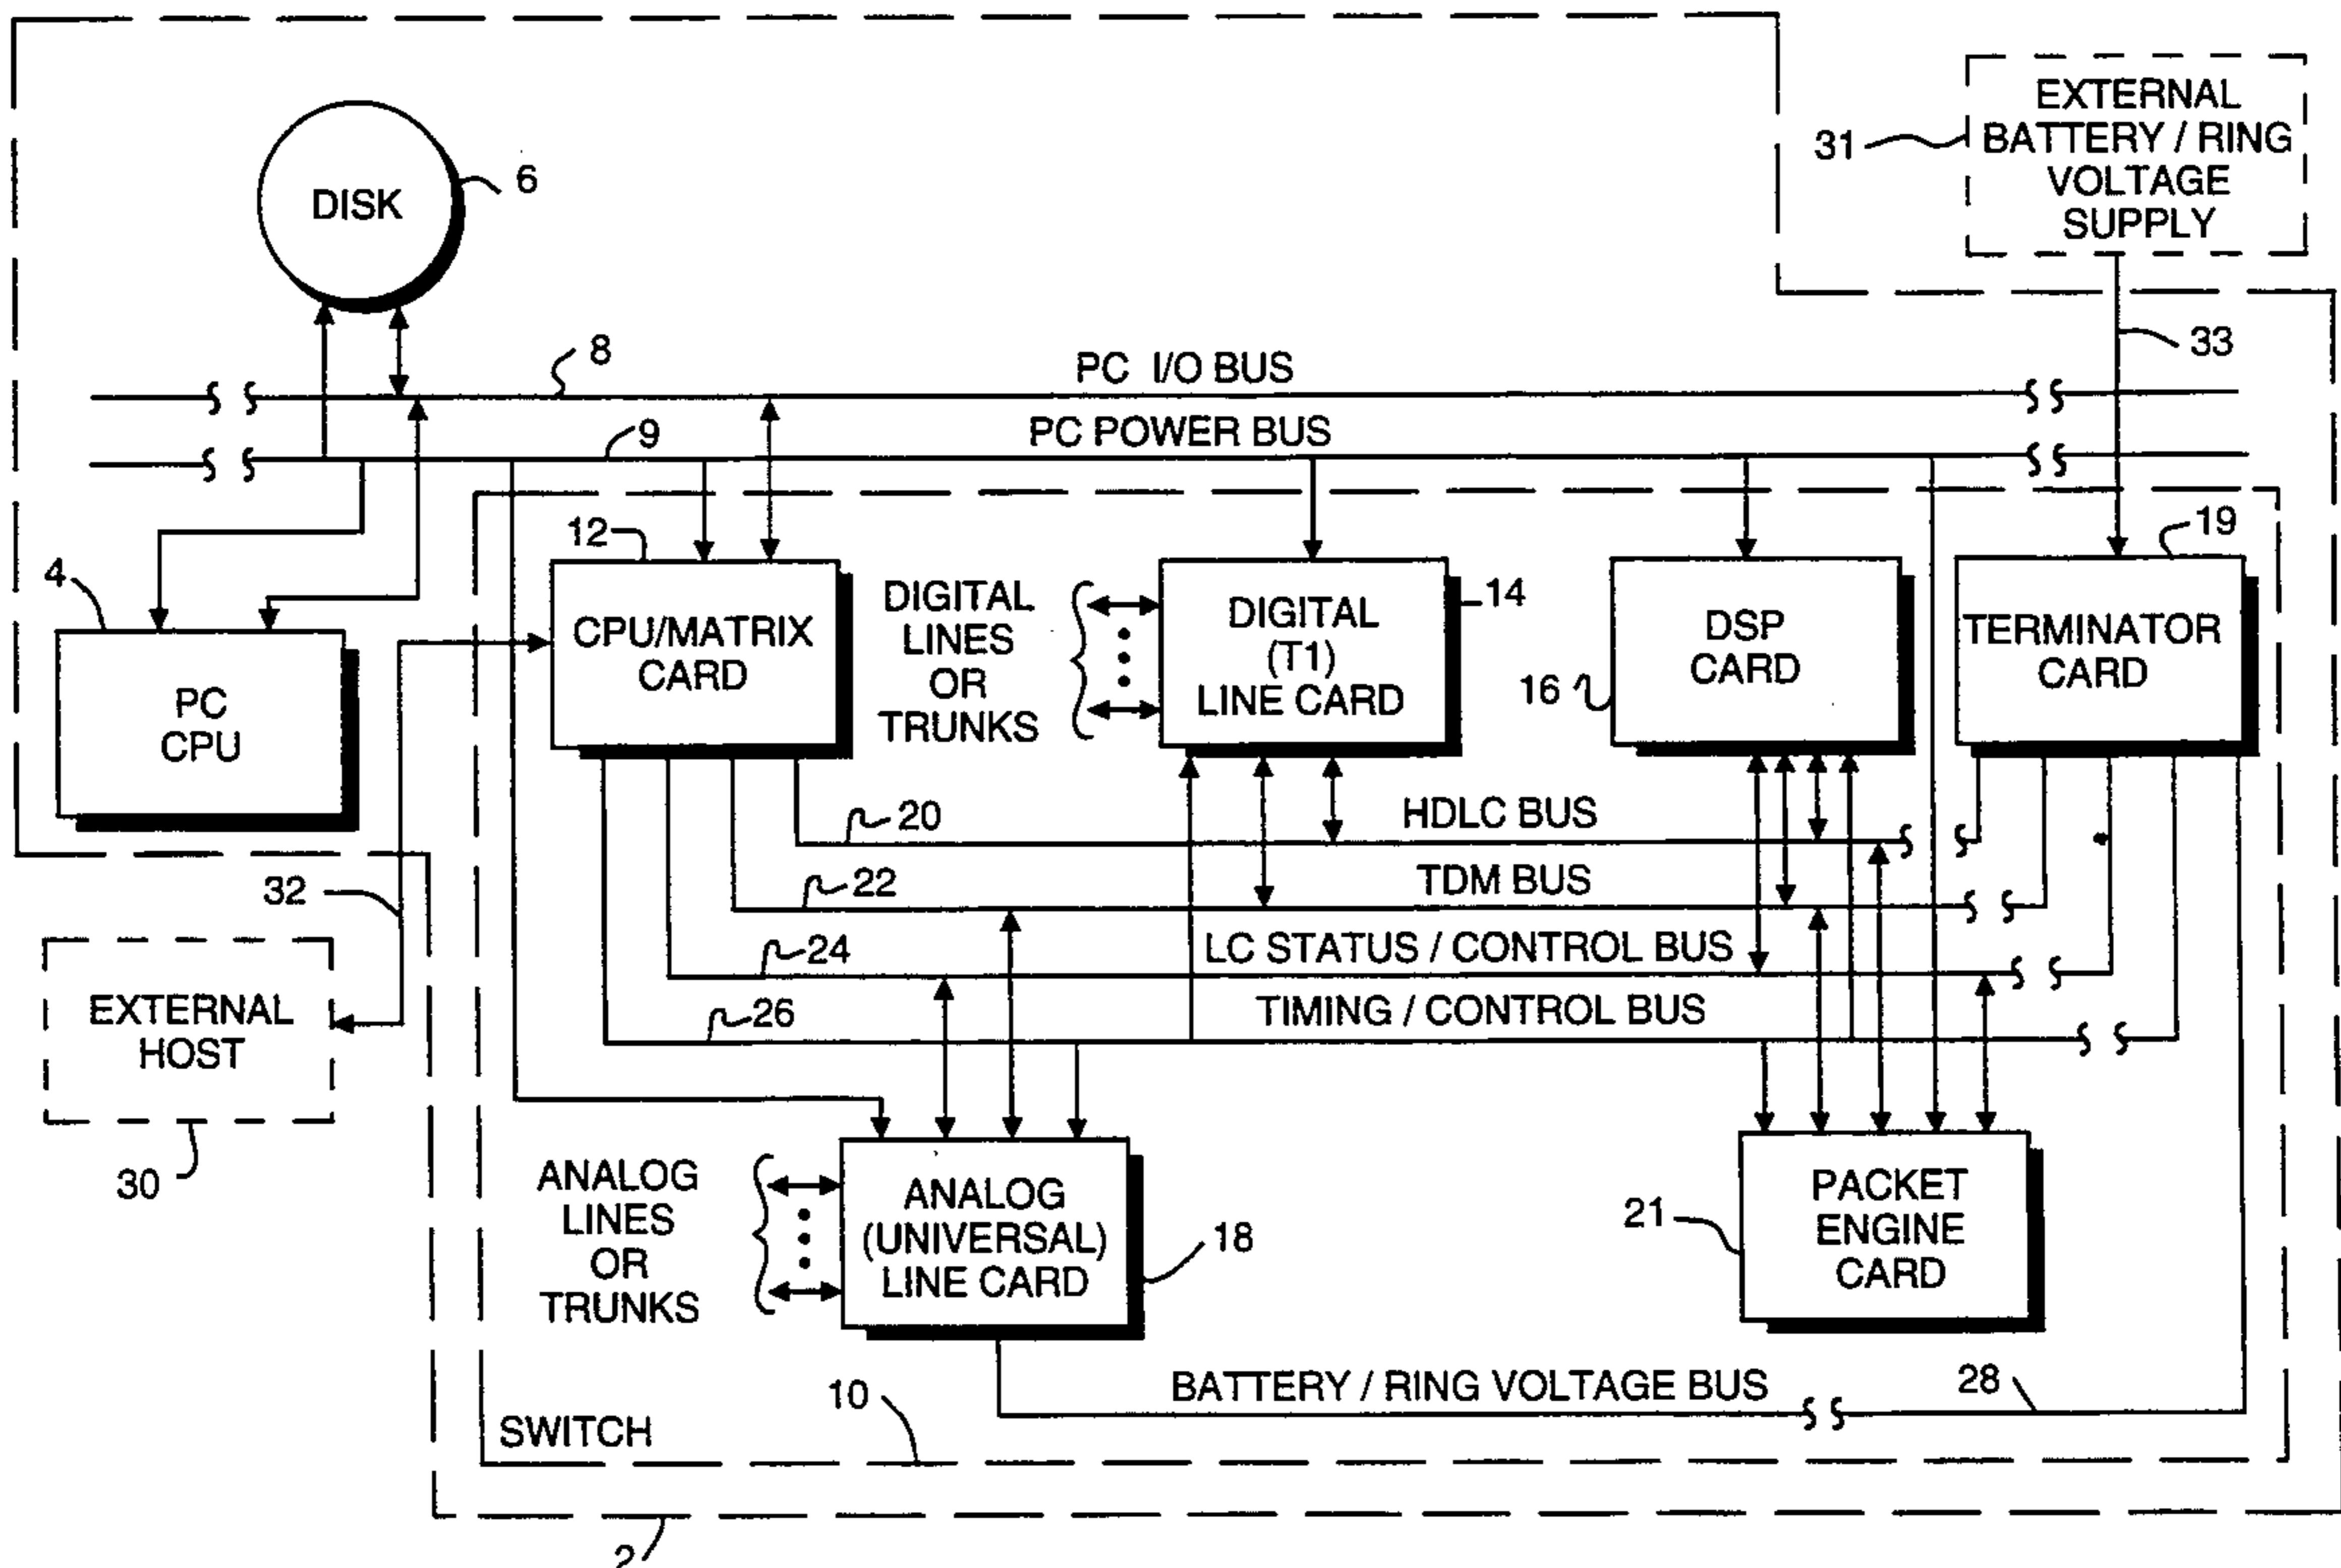 EXTERNAL
BATTERY / RING
VOLTAGE
SUPPLY
31
DISK
6
33
8
PC I/O BUS
9
PC POWER BUS
12
19
4
PC
CPU
CPU/MATRIX
CARD
DIGITAL
LINES
OR
TRUNKS
DIGITAL
(T1)
LINE CARD
14
DSP
CARD
16
TERMINATOR
CARD
20
HDLC BUS
22
TDM BUS
32
24
LC STATUS / CONTROL BUS
26
TIMING / CONTROL BUS
EXTERNAL
HOST
30
ANALOG
LINES
OR
TRUNKS
ANALOG
(UNIVERSAL)
LINE CARD
18
21
PACKET
ENGINE
CARD
10
BATTERY / RING VOLTAGE BUS
28
SWITCH
2